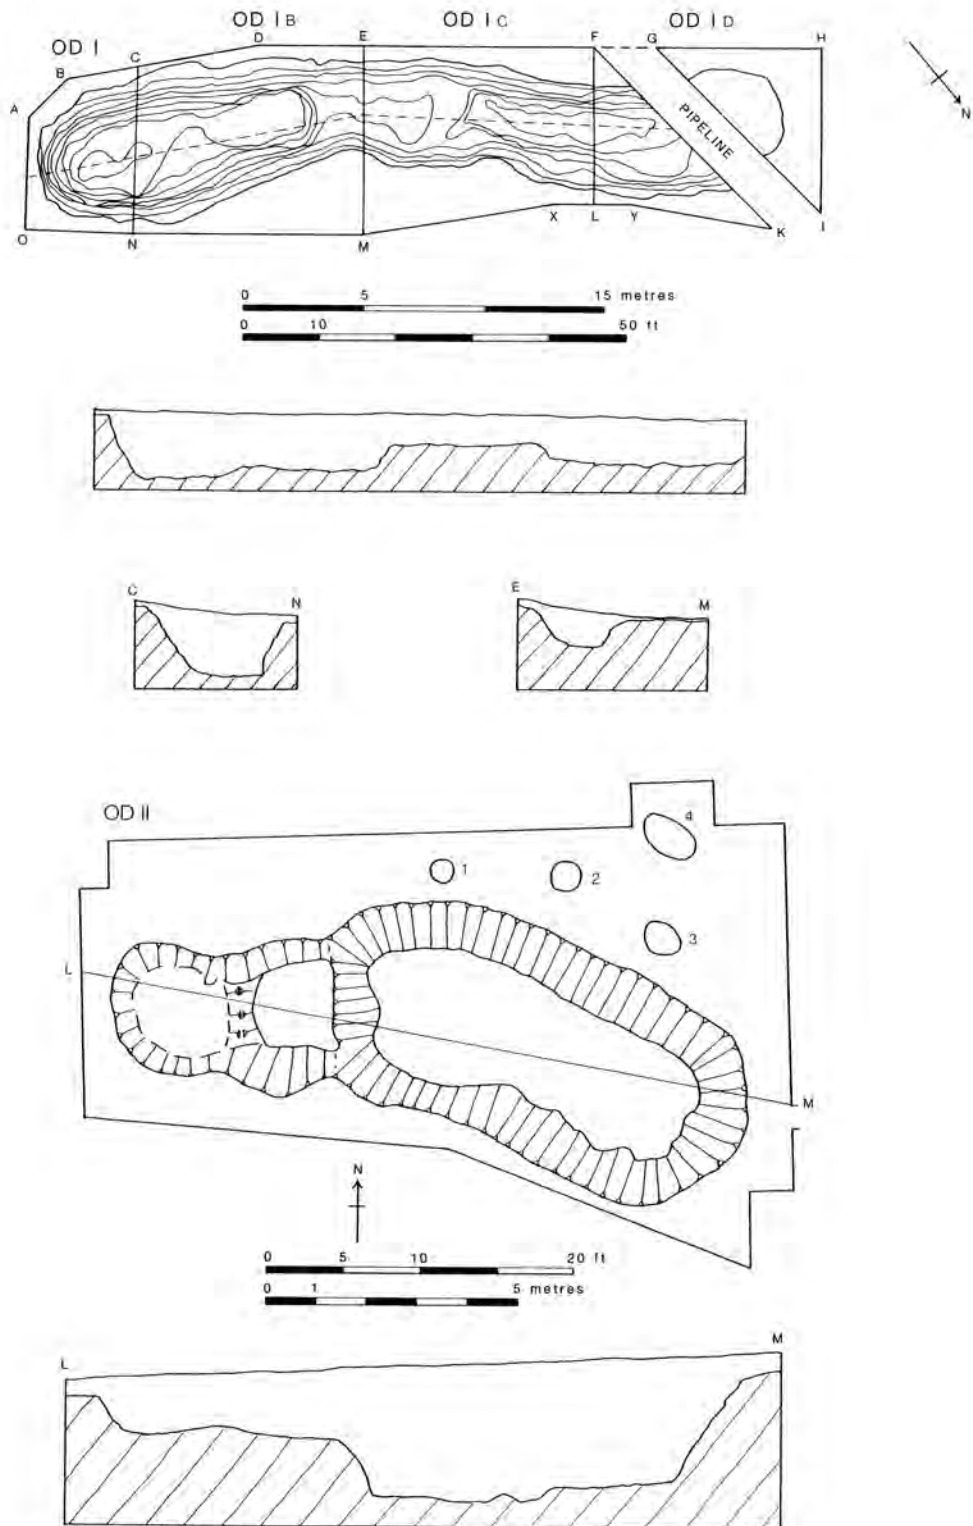 OD I B OD I C OD I D
OD I
A B C D E F G H
PIPELINE
N
O N M X L Y K I
0 5 15 metres
0 10 50 ft
C N E M
OD II
4
1 2
3
L
M
N
0 5 10 20 ft
0 1 5 metres
L M